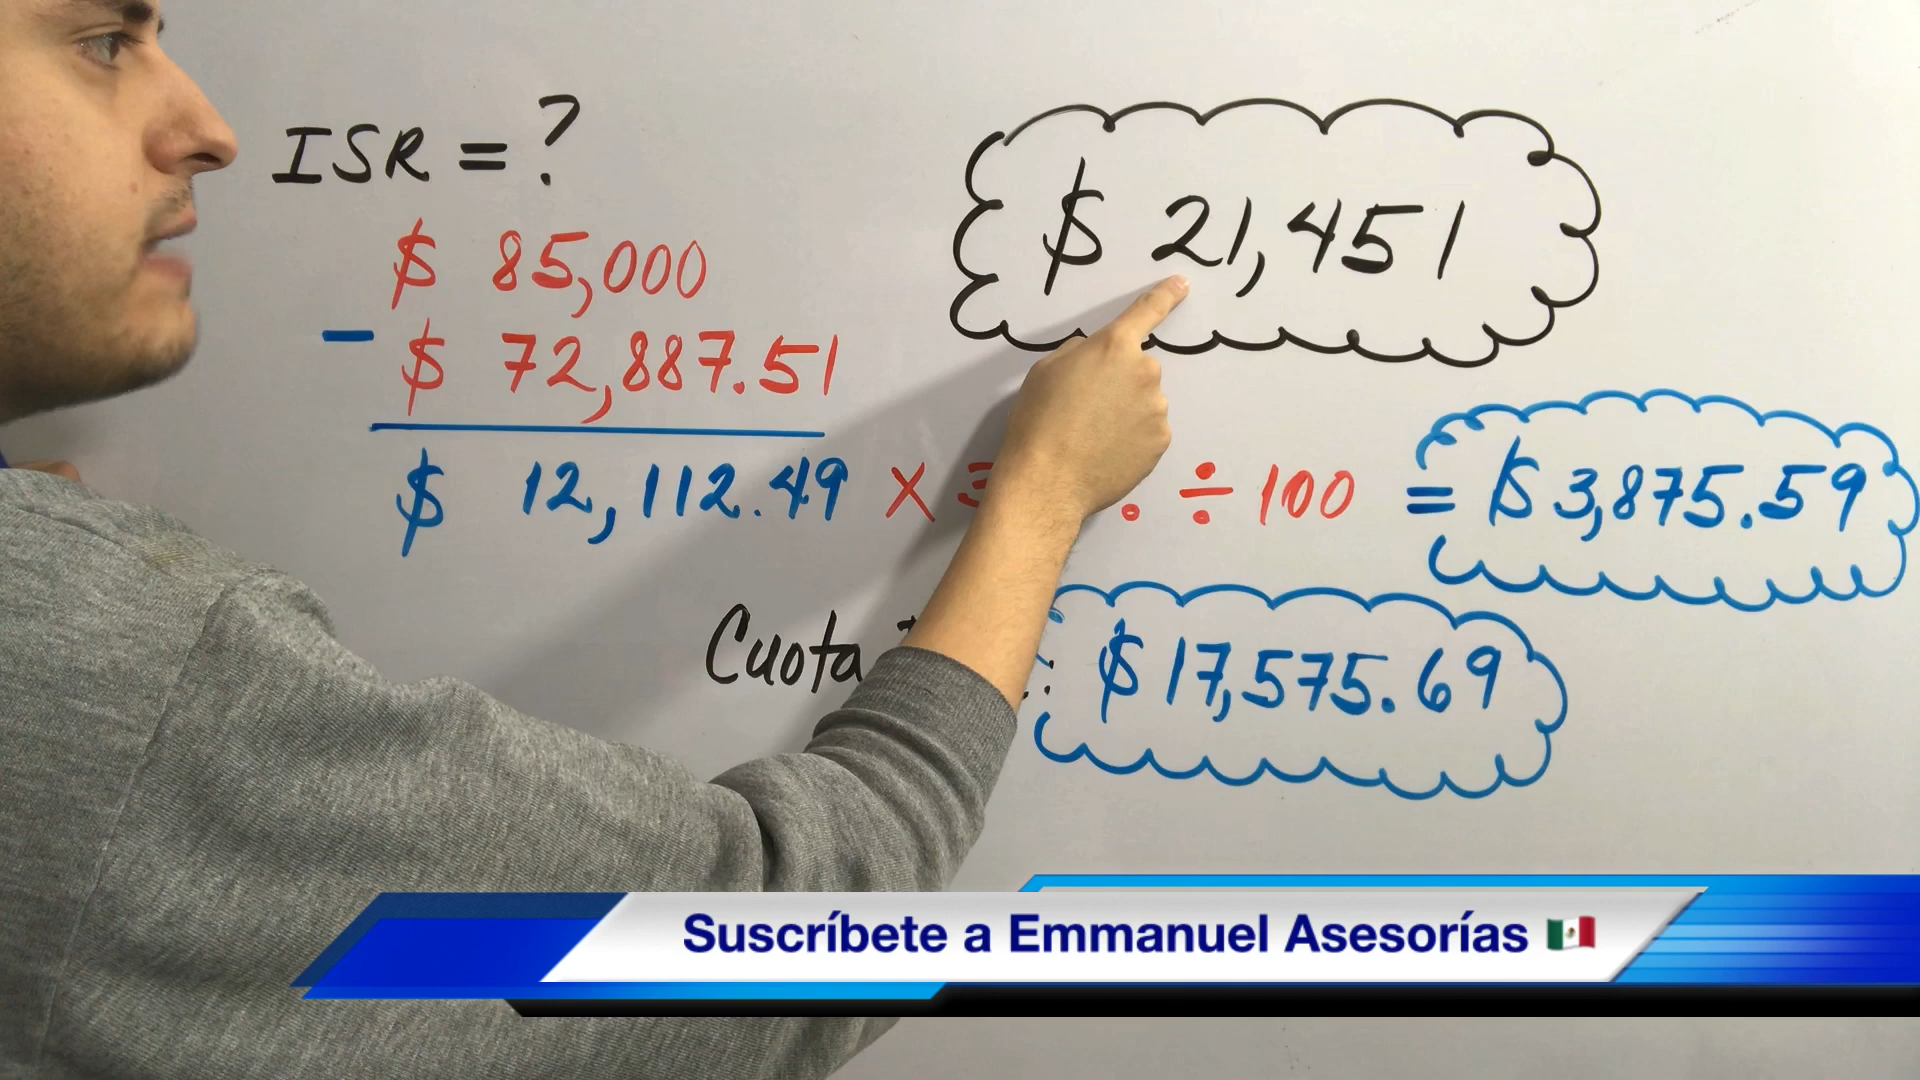 ISR = ?
$ 85,000
$ 21,451
- $ 72,887.51
$ 12,112.49 X 3 ÷ 100 = $ 3,875.59
Cuota : $ 17,575.69
Suscríbete a Emmanuel Asesorías